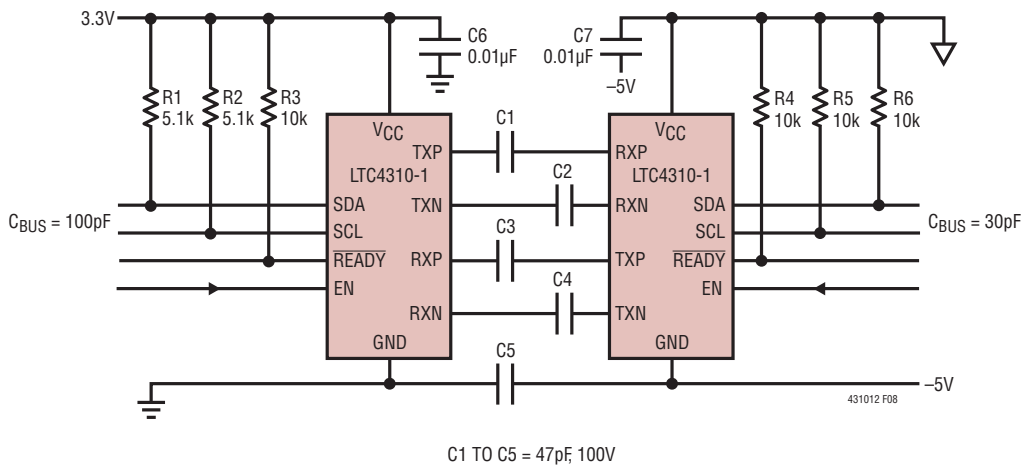 3.3V
C6
0.01µF
C7
0.01µF
–5V
R1
5.1k
R2
5.1k
R3
10k
R4
10k
R5
10k
R6
10k
VCC
TXP
LTC4310-1
SDA
TXN
SCL
READY
RXP
EN
RXN
GND
C1
C2
C3
C4
C5
VCC
RXP
LTC4310-1
RXN
SDA
SCL
TXP
READY
EN
TXN
GND
CBUS = 100pF
CBUS = 30pF
–5V
431012 F08
C1 TO C5 = 47pF, 100V